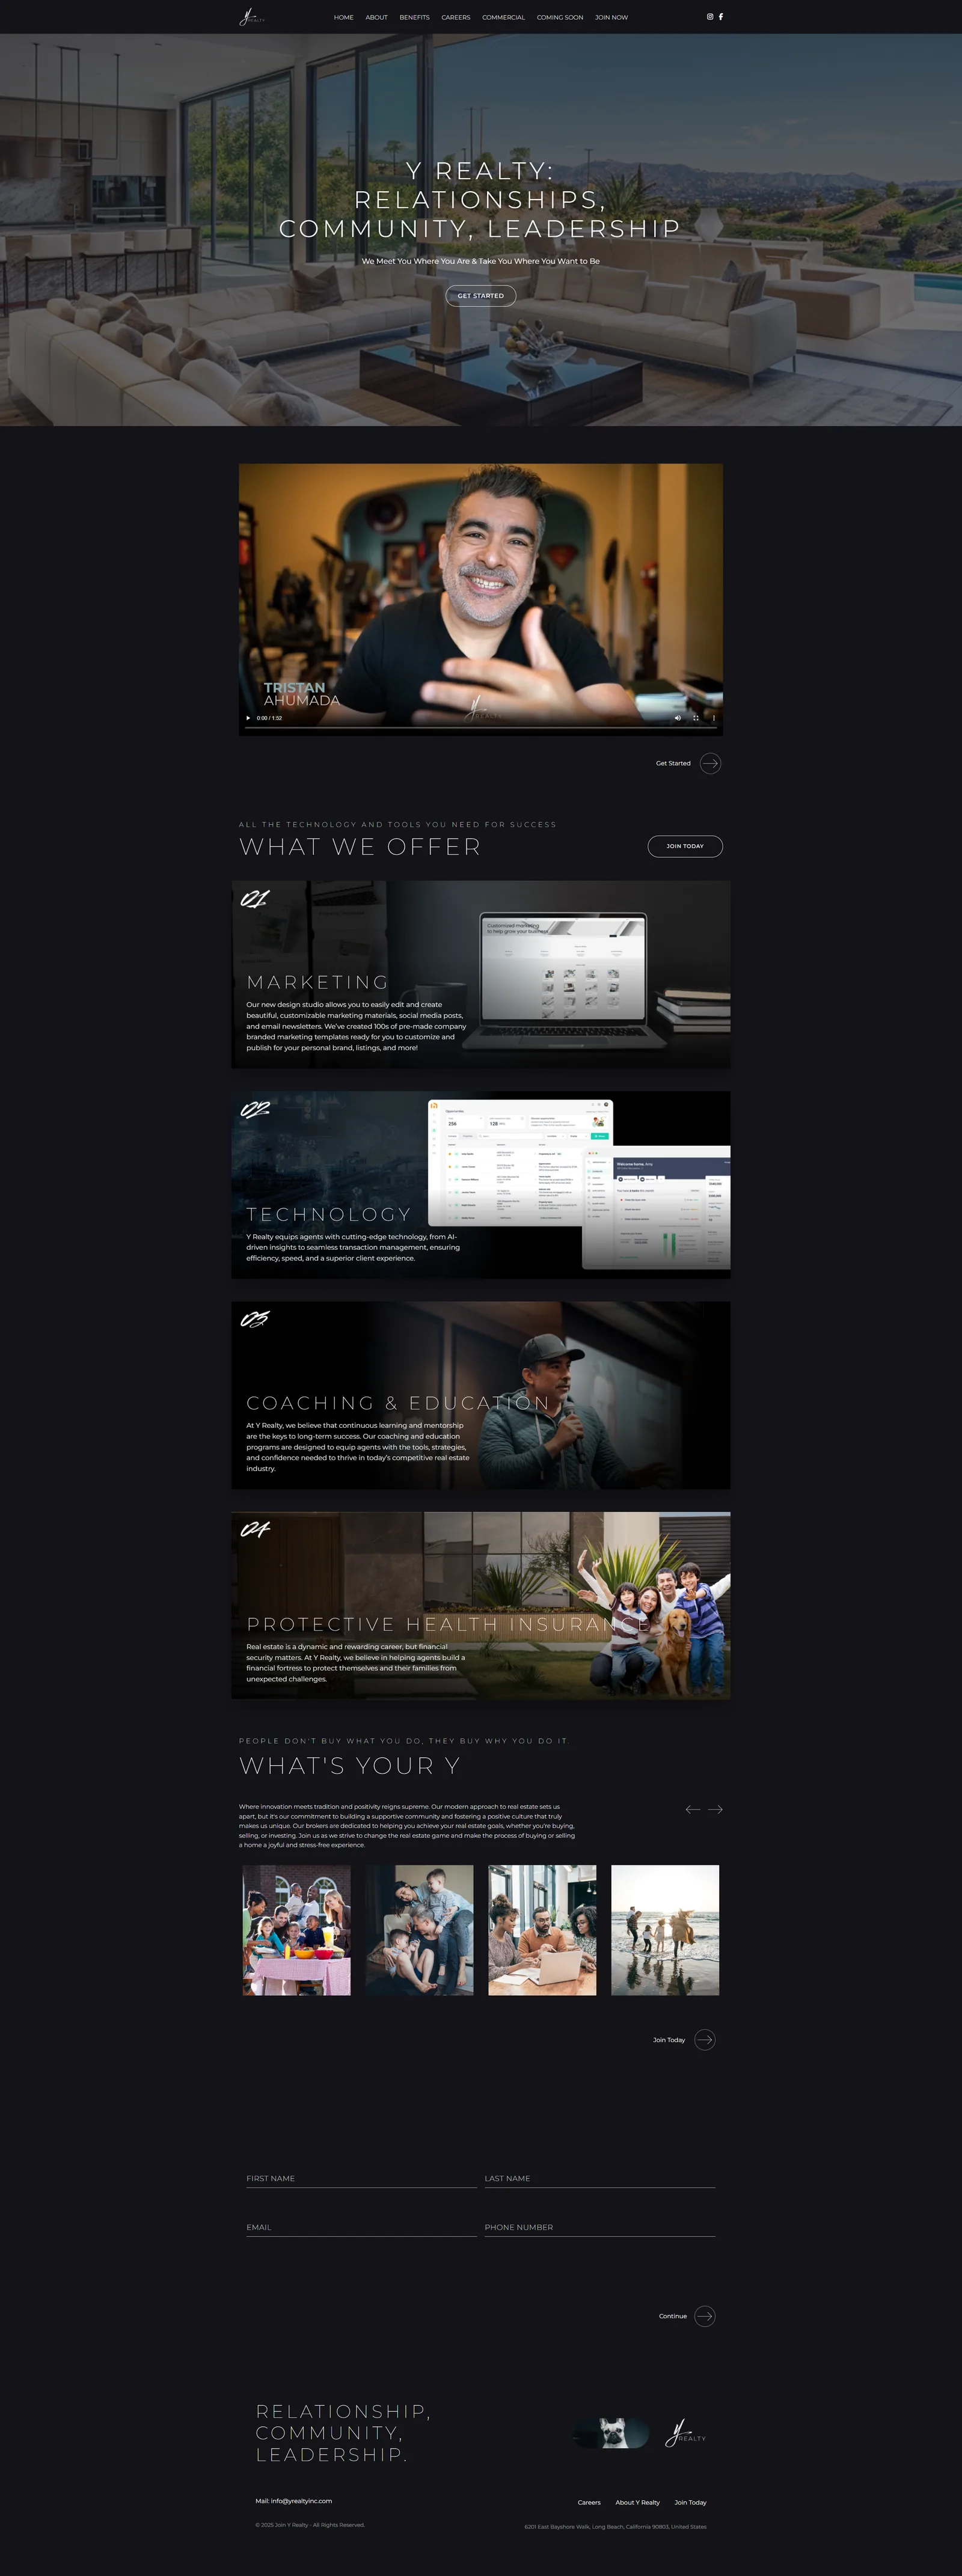 REALTY
HOME ABOUT BENEFITS CAREERS COMMERCIAL COMING SOON JOIN NOW
Y REALTY:
RELATIONSHIPS,
COMMUNITY, LEADERSHIP
We Meet You Where You Are & Take You Where You Want to Be
GET STARTED
TRISTAN
AHUMADA
y REALTY
0:00 / 1:52
Get Started
ALL THE TECHNOLOGY AND TOOLS YOU NEED FOR SUCCESS
WHAT WE OFFER
JOIN TODAY
01
Customized marketing
to help grow your business
MARKETING
Our new design studio allows you to easily edit and create
beautiful, customizable marketing materials, social media posts,
and email newsletters. We've created 100s of pre-made company
branded marketing templates ready for you to customize and
publish for your personal brand, listings, and more!
02
Opportunities
256
128
Welcome home, Amy
TECHNOLOGY
Y Realty equips agents with cutting-edge technology, from AI-
driven insights to seamless transaction management, ensuring
efficiency, speed, and a superior client experience.
03
COACHING & EDUCATION
At Y Realty, we believe that continuous learning and mentorship
are the keys to long-term success. Our coaching and education
programs are designed to equip agents with the tools, strategies,
and confidence needed to thrive in today's competitive real estate
industry.
04
PROTECTIVE HEALTH INSURANCE
Real estate is a dynamic and rewarding career, but financial
security matters. At Y Realty, we believe in helping agents build a
financial fortress to protect themselves and their families from
unexpected challenges.
PEOPLE DON'T BUY WHAT YOU DO, THEY BUY WHY YOU DO IT.
WHAT'S YOUR Y
Where innovation meets tradition and positivity reigns supreme. Our modern approach to real estate sets us
apart, but it's our commitment to building a supportive community and fostering a positive culture that truly
makes us unique. Our brokers are dedicated to helping you achieve your real estate goals, whether you're buying,
selling, or investing. Join us as we strive to change the real estate game and make the process of buying or selling
a home a joyful and stress-free experience.
Join Today
FIRST NAME
LAST NAME
EMAIL
PHONE NUMBER
Continue
RELATIONSHIP,
COMMUNITY,
LEADERSHIP.
y REALTY
Mail: info@yrealtyinc.com
Careers About Y Realty Join Today
© 2025 Join Y Realty - All Rights Reserved.
6201 East Bayshore Walk, Long Beach, California 90803, United States